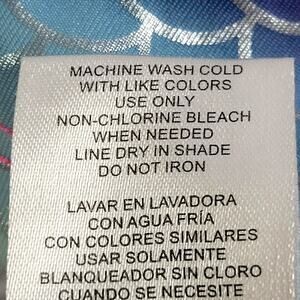 MACHINE WASH COLD
WITH LIKE COLORS
USE ONLY
NON-CHLORINE BLEACH
WHEN NEEDED
LINE DRY IN SHADE
DO NOT IRON
LAVAR EN LAVADORA
CON AGUA FRÍA
CON COLORES SIMILARES
USAR SOLAMENTE
BLANQUEADOR SIN CLORO
CUANDO SE NECESITE